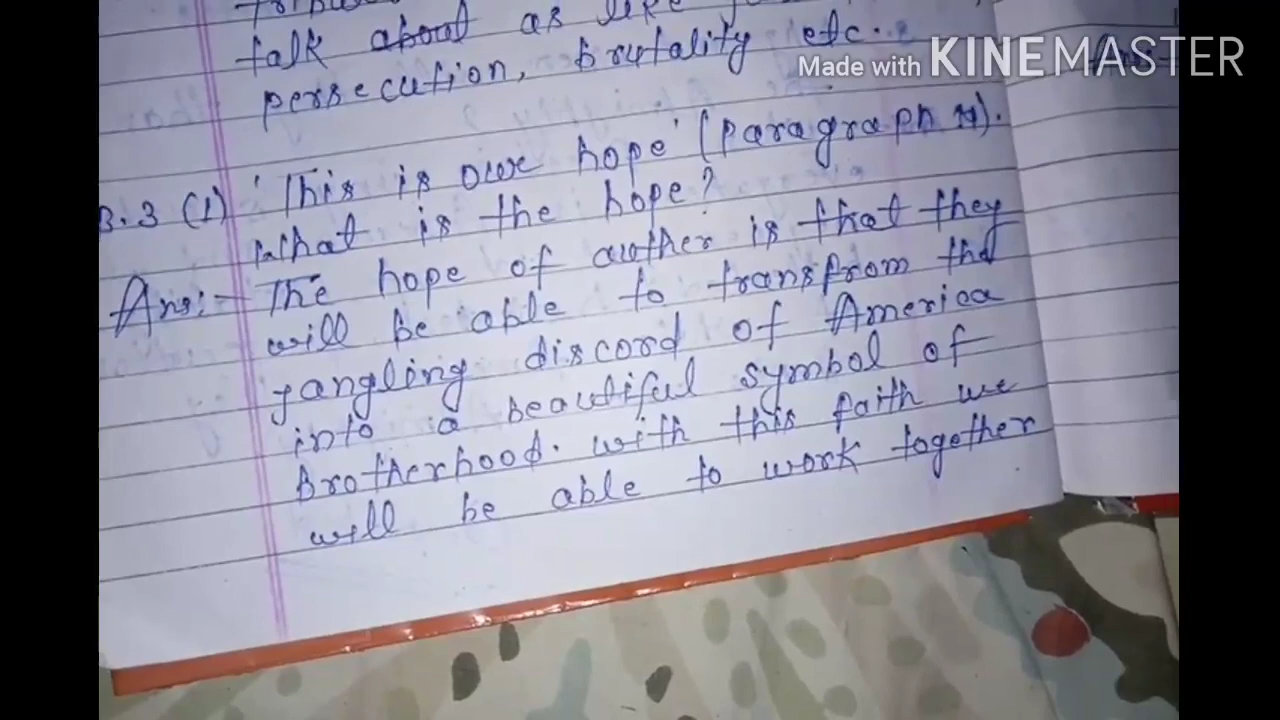 talk about as like
persecution, brutality etc.
Made with KINEMASTER
B.3 (1) 'This is our hope' (Paragraph 11).
What is the hope?
Ans:- The hope of author is that they
will be able to transfrom the
jangling discord of America
into a beautiful symbol of
Brotherhood. with this faith we
will be able to work together